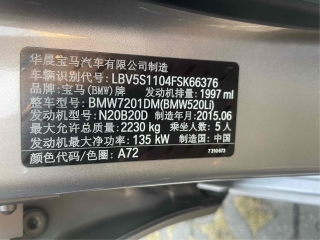 华晨宝马汽车有限公司制造
车辆识别代号: LBV5S1104FSK66376
品牌: 宝马(BMW)牌 发动机排量: 1997 ml
整车型号: BMW7201DM(BMW520Li)
发动机型号: N20B20D 制造年月: 2015.06
最大允许总质量: 2230 kg 乘坐人数: 5 人
发动机最大净功率: 135 kW 制造国: 中国
颜色代码/色圈: A72
7310673